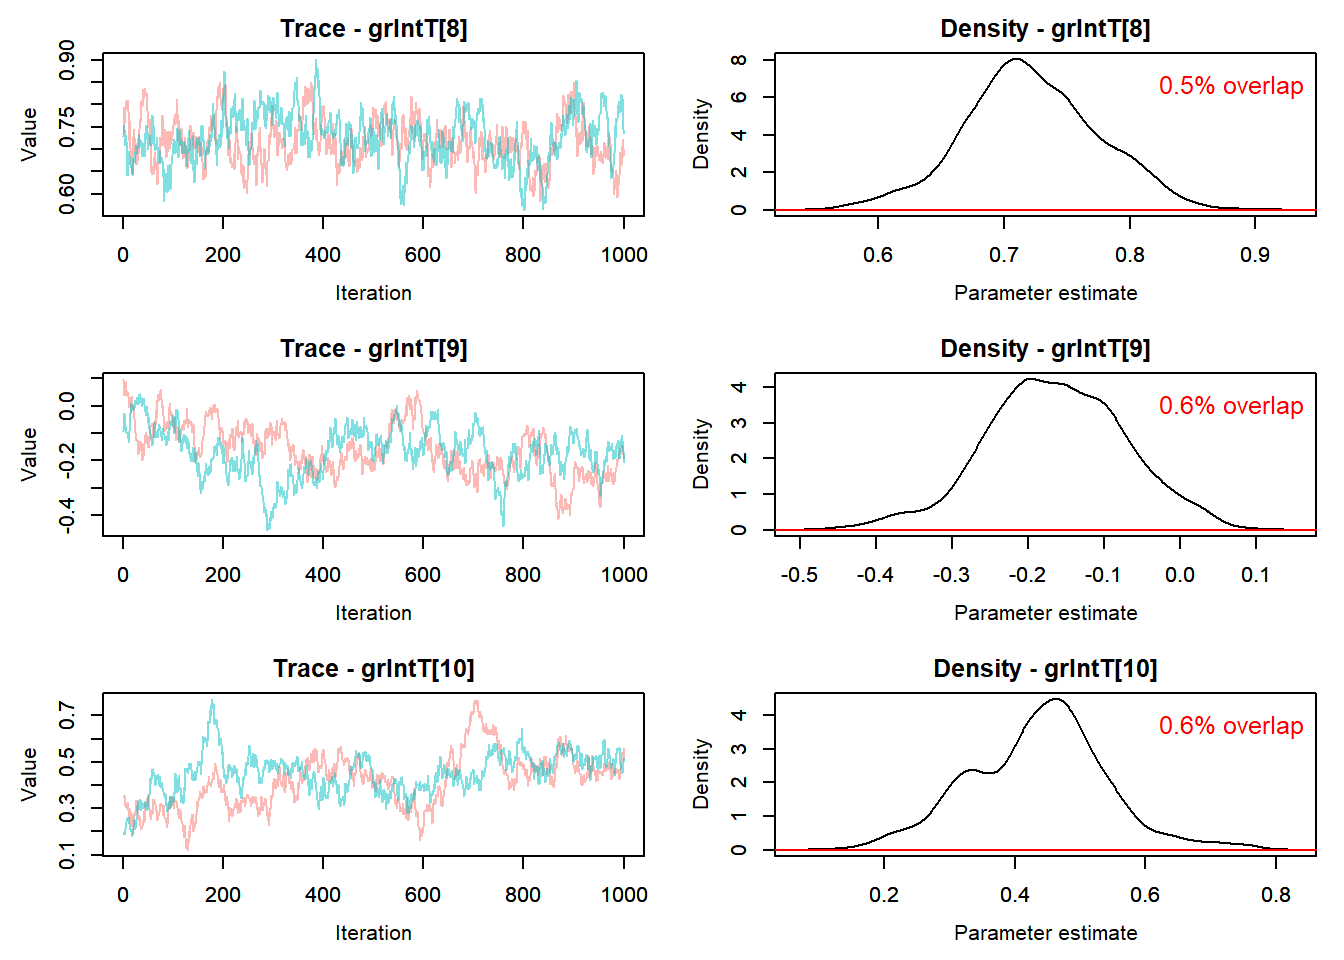 Trace - grIntT[8]
Value
0.60 0.75 0.90
0 200 400 600 800 1000
Iteration
Density - grIntT[8]
0.5% overlap
Density
0 2 4 6 8
0.6 0.7 0.8 0.9
Parameter estimate
Trace - grIntT[9]
Value
-0.4 -0.2 0.0
0 200 400 600 800 1000
Iteration
Density - grIntT[9]
0.6% overlap
Density
0 1 2 3 4
-0.5 -0.4 -0.3 -0.2 -0.1 0.0 0.1
Parameter estimate
Trace - grIntT[10]
Value
0.1 0.3 0.5 0.7
0 200 400 600 800 1000
Iteration
Density - grIntT[10]
0.6% overlap
Density
0 1 2 3 4
0.2 0.4 0.6 0.8
Parameter estimate